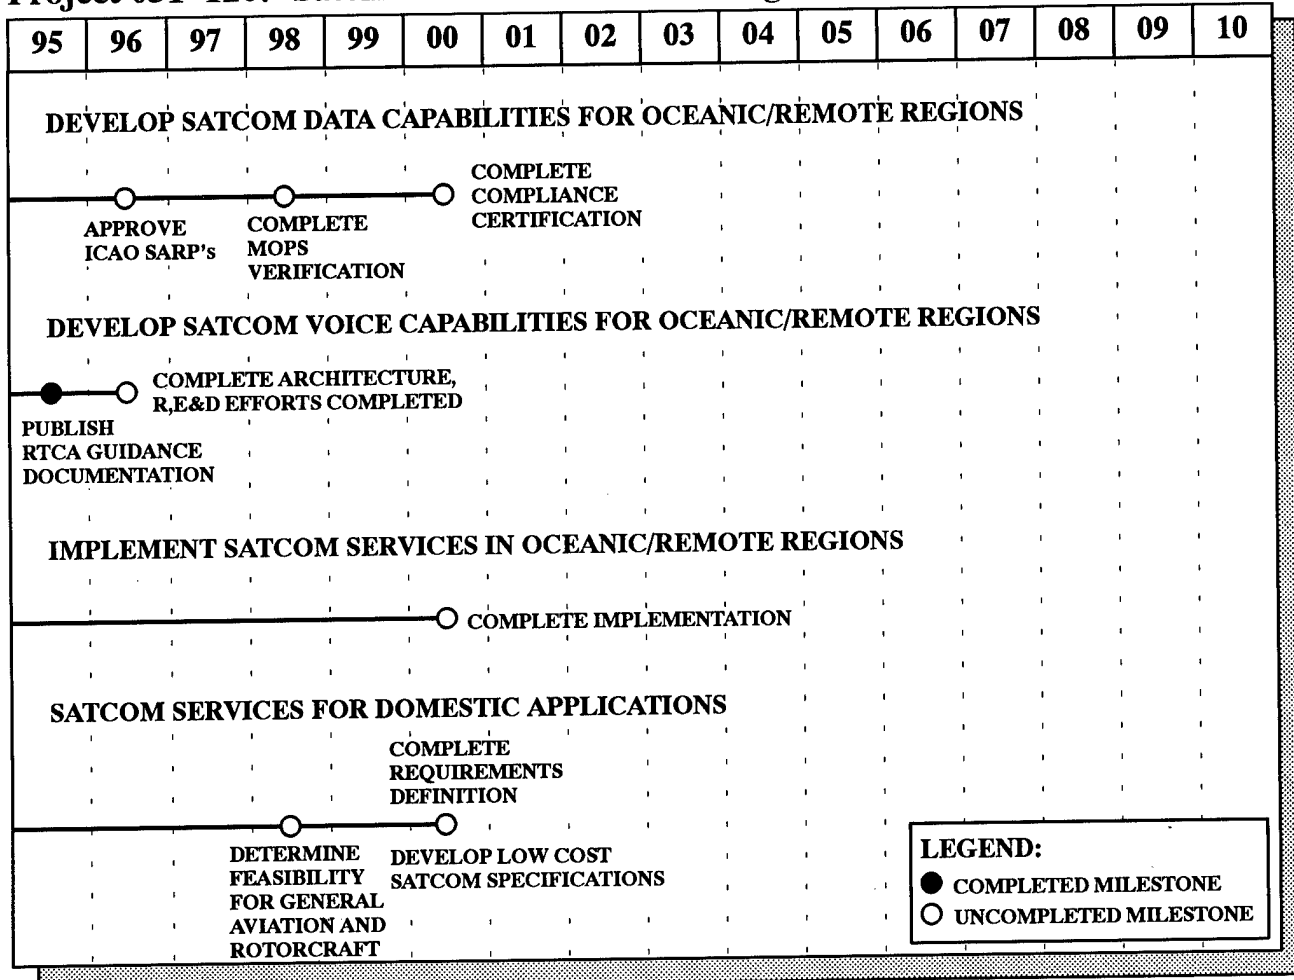 95 96 97 98 99 00 01 02 03 04 05 06 07 08 09 10
DEVELOP SATCOM DATA CAPABILITIES FOR OCEANIC/REMOTE REGIONS
APPROVE
ICAO SARP's
COMPLETE
MOPS
VERIFICATION
COMPLETE
COMPLIANCE
CERTIFICATION
DEVELOP SATCOM VOICE CAPABILITIES FOR OCEANIC/REMOTE REGIONS
PUBLISH
RTCA GUIDANCE
DOCUMENTATION
COMPLETE ARCHITECTURE,
R,E&D EFFORTS COMPLETED
IMPLEMENT SATCOM SERVICES IN OCEANIC/REMOTE REGIONS
COMPLETE IMPLEMENTATION
SATCOM SERVICES FOR DOMESTIC APPLICATIONS
COMPLETE
REQUIREMENTS
DEFINITION
DETERMINE
FEASIBILITY
FOR GENERAL
AVIATION AND
ROTORCRAFT
DEVELOP LOW COST
SATCOM SPECIFICATIONS
LEGEND:
COMPLETED MILESTONE
UNCOMPLETED MILESTONE